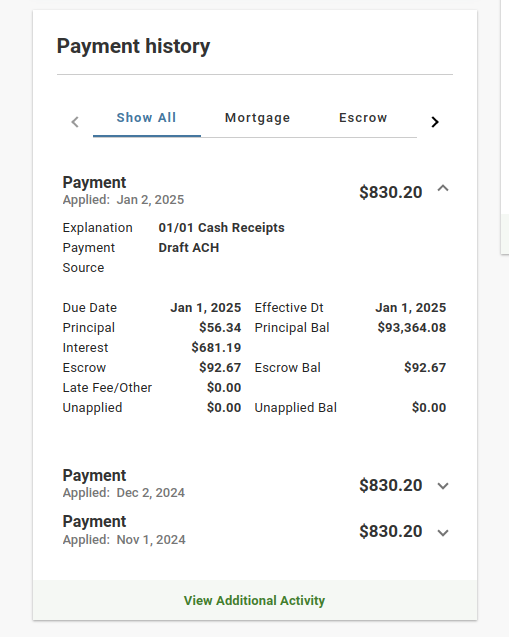 Payment history
Show All Mortgage Escrow
Payment $830.20
Applied: Jan 2, 2025
Explanation 01/01 Cash Receipts
Payment Draft ACH
Source
Due Date Jan 1, 2025 Effective Dt Jan 1, 2025
Principal $56.34 Principal Bal $93,364.08
Interest $681.19
Escrow $92.67 Escrow Bal $92.67
Late Fee/Other $0.00
Unapplied $0.00 Unapplied Bal $0.00
Payment $830.20
Applied: Dec 2, 2024
Payment $830.20
Applied: Nov 1, 2024
View Additional Activity